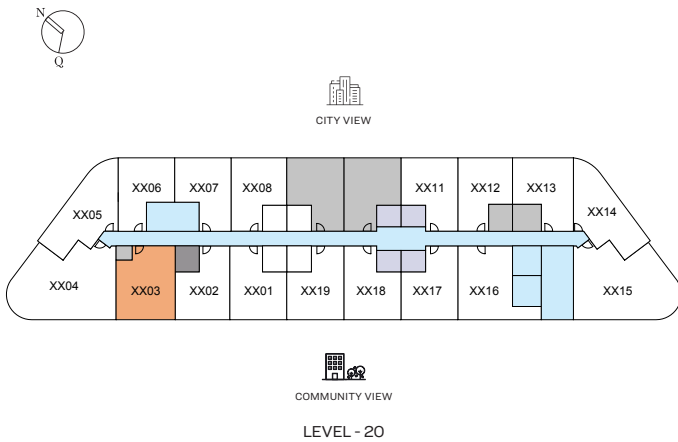 N
Q
CITY VIEW
XX06 XX07 XX08 XX11 XX12 XX13
XX05 XX14
XX04 XX03 XX02 XX01 XX19 XX18 XX17 XX16 XX15
COMMUNITY VIEW
LEVEL - 20